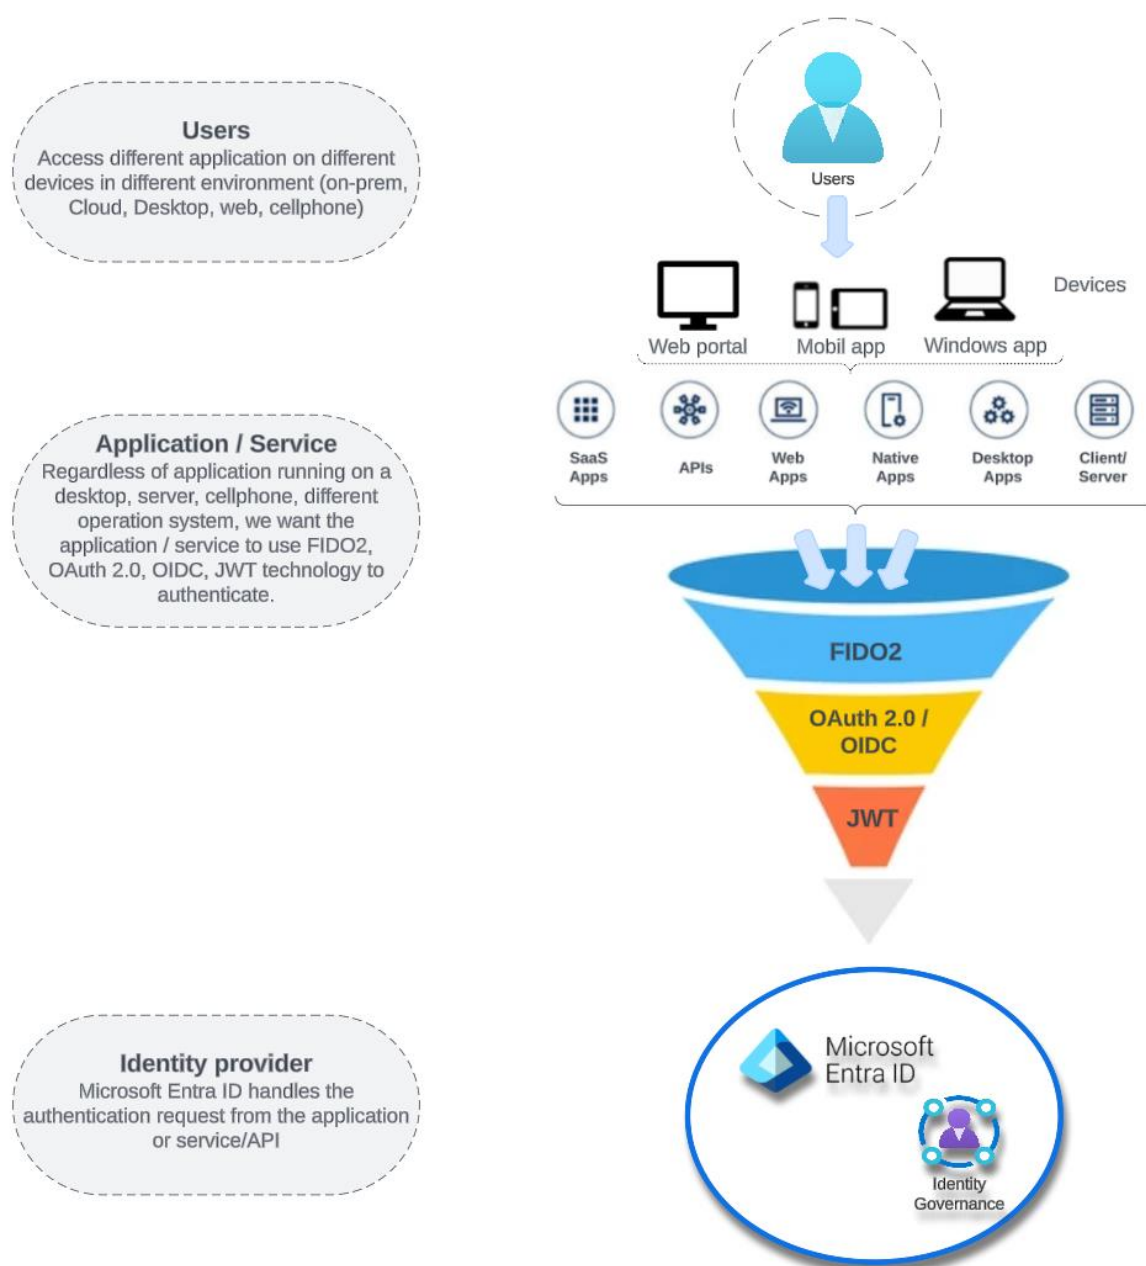 Users
Access different application on different
devices in different environment (on-prem,
Cloud, Desktop, web, cellphone)
Users
Devices
Web portal
Mobil app
Windows app
SaaS
Apps
APIs
Web
Apps
Native
Apps
Desktop
Apps
Client/
Server
Application / Service
Regardless of application running on a
desktop, server, cellphone, different
operation system, we want the
application / service to use FIDO2,
OAuth 2.0, OIDC, JWT technology to
authenticate.
FIDO2
OAuth 2.0 /
OIDC
JWT
Identity provider
Microsoft Entra ID handles the
authentication request from the application
or service/API
Microsoft
Entra ID
Identity
Governance